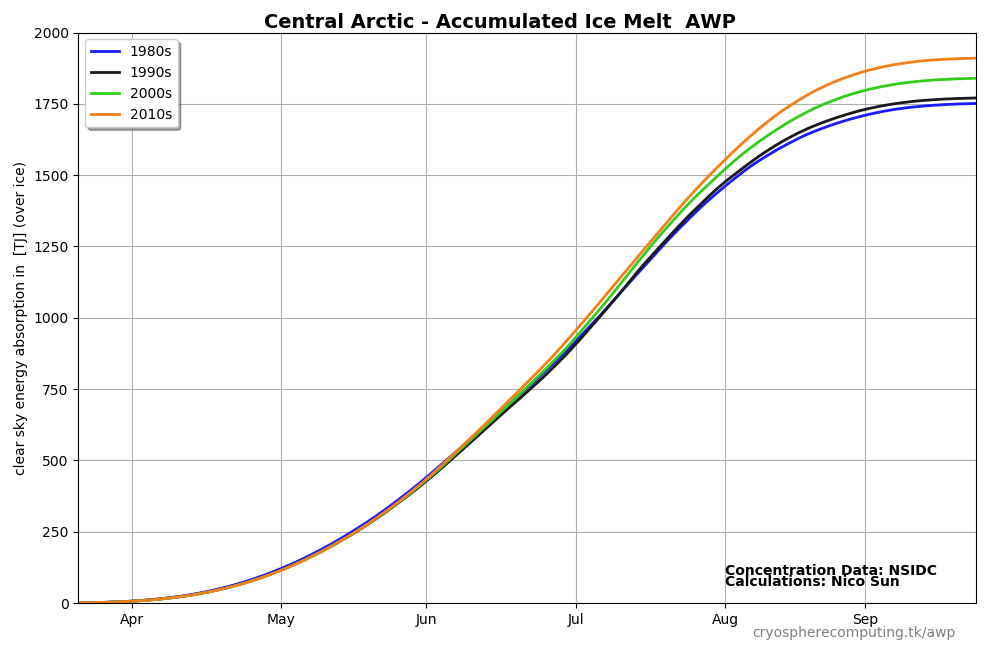 Central Arctic - Accumulated Ice Melt  AWP
clear sky energy absorption in  [TJ] (over ice)
2000
1750
1500
1250
1000
750
500
250
0
1980s
1990s
2000s
2010s
Concentration Data: NSIDC
Calculations: Nico Sun
Apr
May
Jun
Jul
Aug
Sep
cryospherecomputing.tk/awp